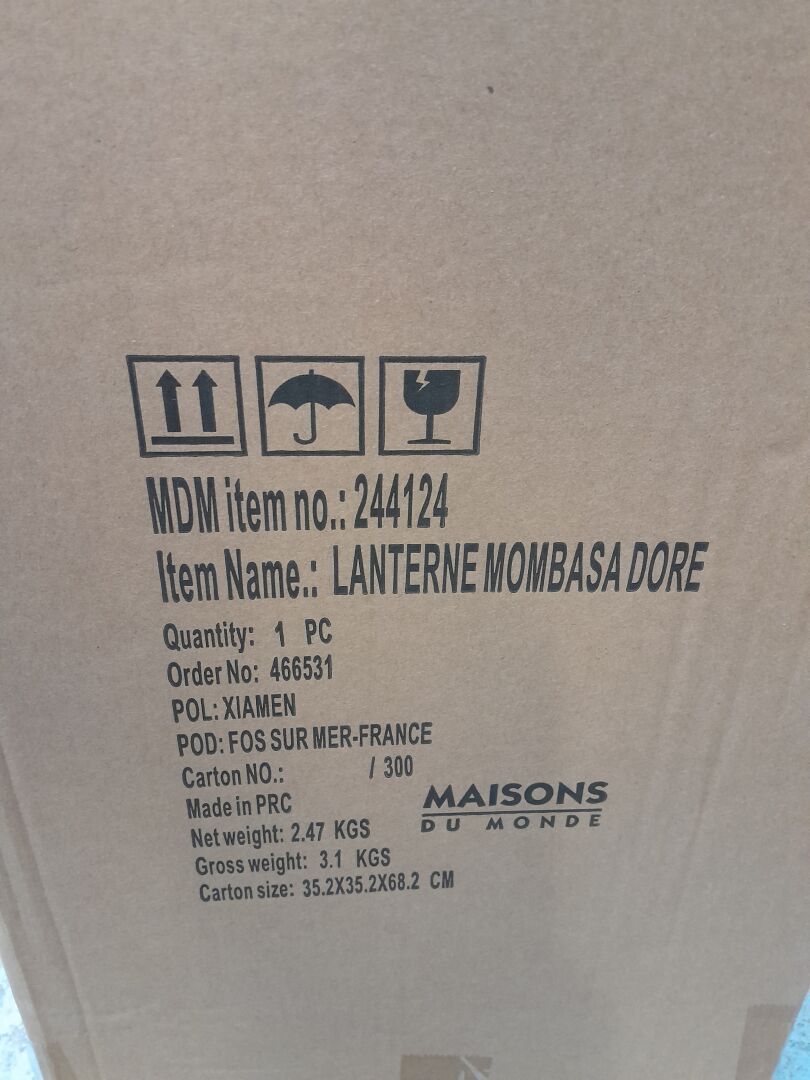 MDM item no.: 244124
Item Name.: LANTERNE MOMBASA DORE
Quantity: 1 PC
Order No: 466531
POL: XIAMEN
POD: FOS SUR MER-FRANCE
Carton NO.: / 300
Made in PRC
Net weight: 2.47 KGS
Gross weight: 3.1 KGS
Carton size: 35.2X35.2X68.2 CM
MAISONS
DU MONDE